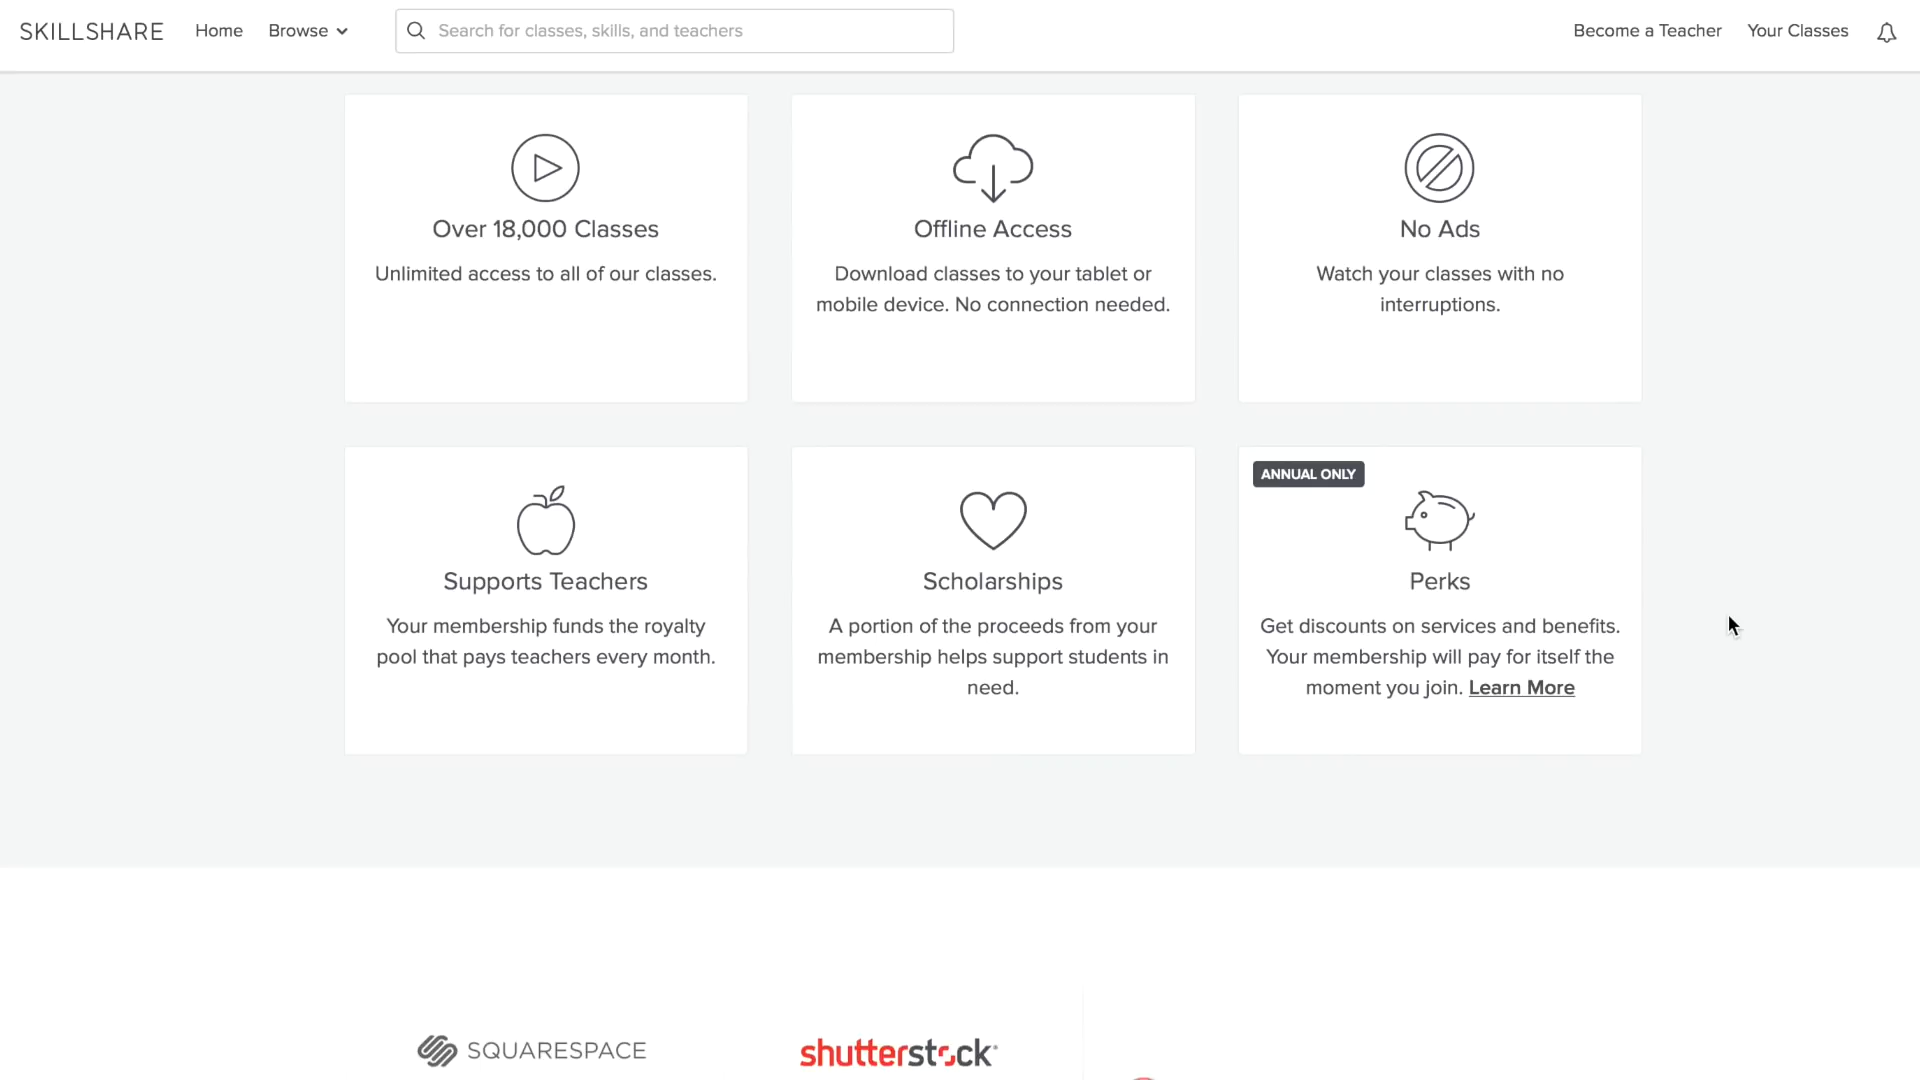 SKILLSHARE Home Browse Search for classes, skills, and teachers Become a Teacher Your Classes
Over 18,000 Classes
Unlimited access to all of our classes.
Offline Access
Download classes to your tablet or
mobile device. No connection needed.
No Ads
Watch your classes with no
interruptions.
Supports Teachers
Your membership funds the royalty
pool that pays teachers every month.
Scholarships
A portion of the proceeds from your
membership helps support students in
need.
ANNUAL ONLY
Perks
Get discounts on services and benefits.
Your membership will pay for itself the
moment you join. Learn More
SQUARESPACE
shutterstock